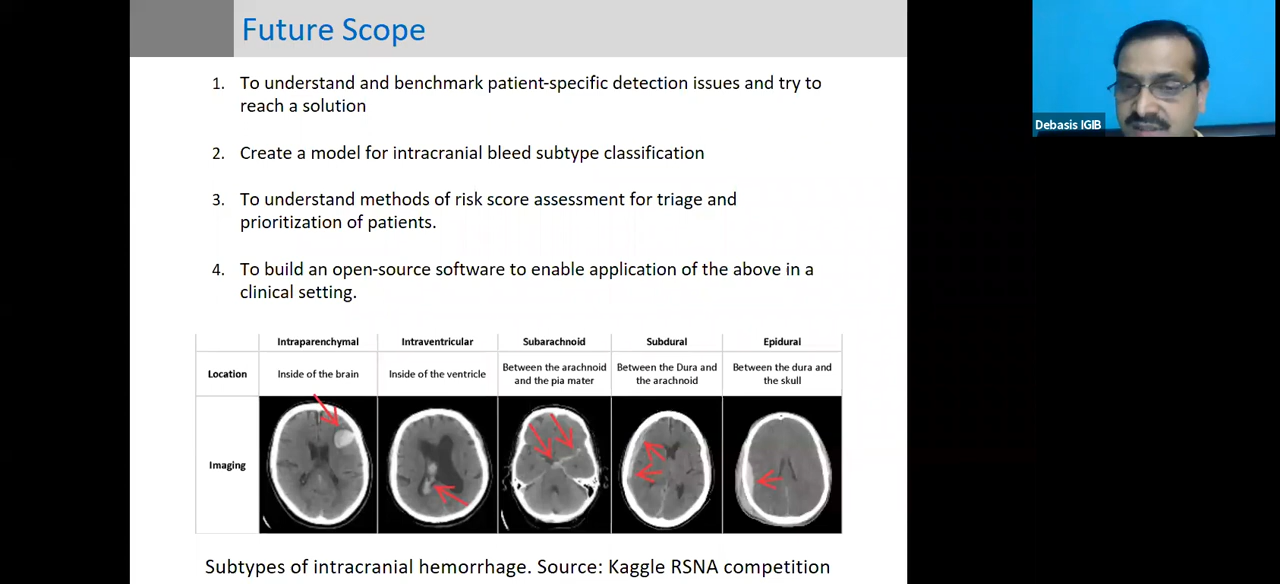 Future Scope
1. To understand and benchmark patient-specific detection issues and try to
reach a solution
2. Create a model for intracranial bleed subtype classification
3. To understand methods of risk score assessment for triage and
prioritization of patients.
4. To build an open-source software to enable application of the above in a
clinical setting.
Intraparenchymal Intraventricular Subarachnoid Subdural Epidural
Location Inside of the brain Inside of the ventricle Between the arachnoid and the pia mater Between the Dura and the arachnoid Between the dura and the skull
Imaging
Subtypes of intracranial hemorrhage. Source: Kaggle RSNA competition
Debasis IGIB